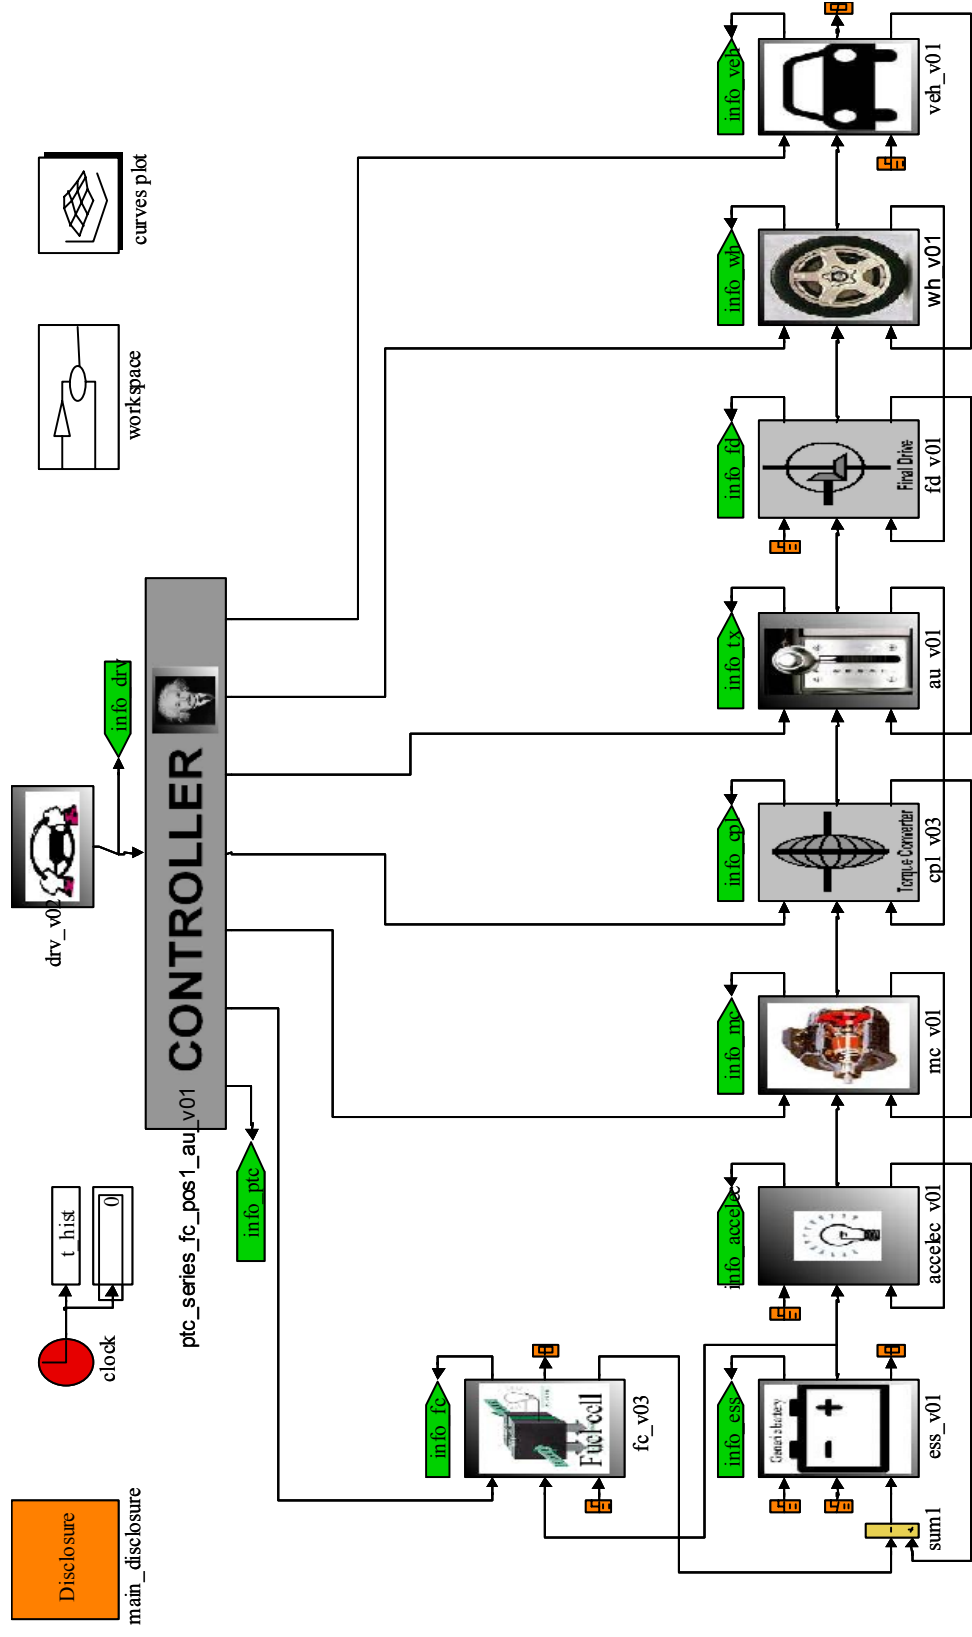 Disclosure
main_disclosure
clock
t_hist
0
drv_v02
info_drv
workspace
curves plot
CONTROLLER
ptc_series_fc_pos1_au_v01
info_ptc
info_fc
Fuel cell
fc_v03
info_ess
Generic battery
ess_v01
sum1
info_accelec
accelec_v01
info_mc
mc_v01
info_cpl
Torque Converter
cpl_v03
info_tx
au_v01
info_fd
Final Drive
fd_v01
info_wh
wh_v01
info_veh
veh_v01